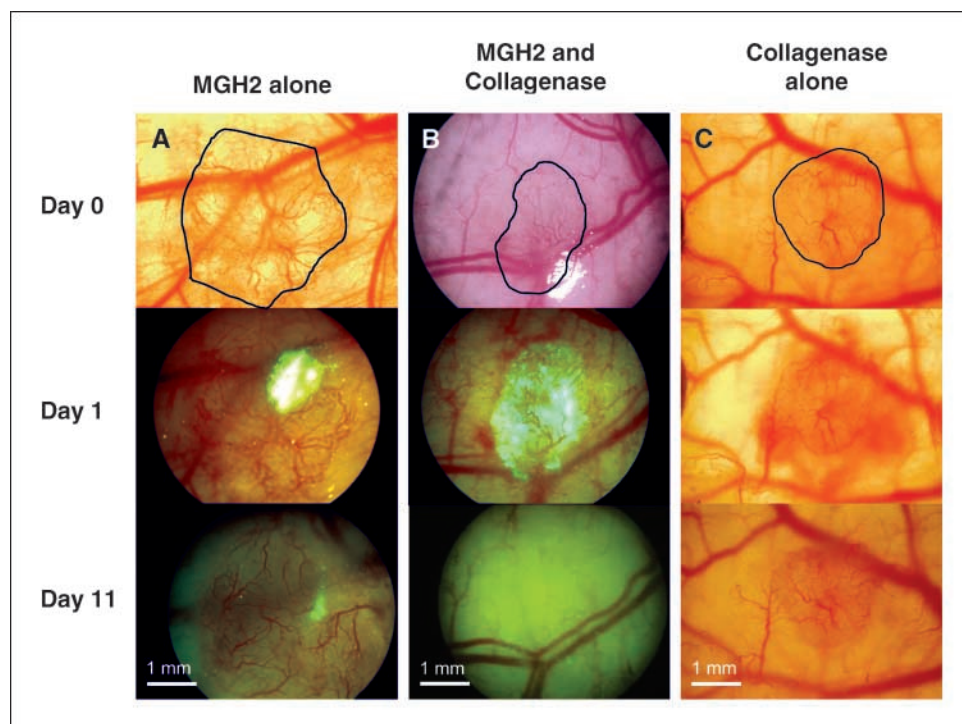 MGH2 alone
MGH2 and
Collagenase
Collagenase
alone
A
B
C
Day 0
Day 1
Day 11
1 mm
1 mm
1 mm